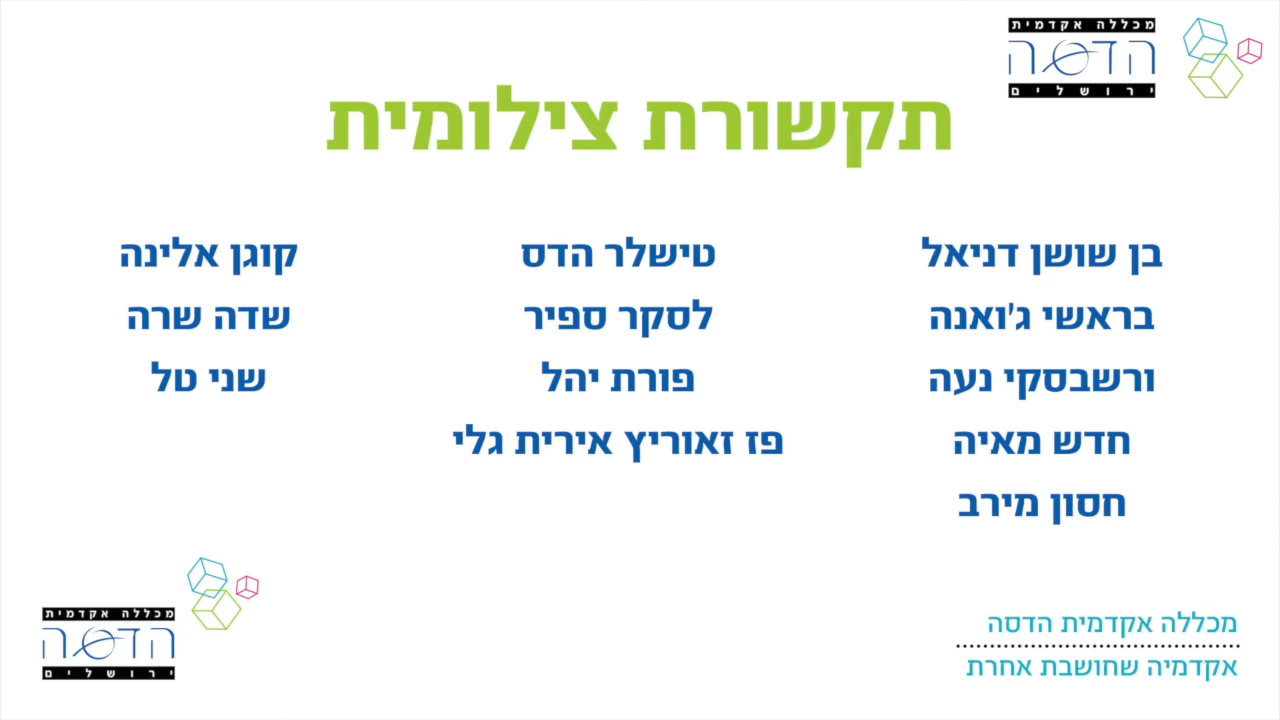 מכללה אקדמית
הדסה
ירושלים
תקשורת צילומית
בן שושן דניאל
בראשי ג'ואנה
ורשבסקי נעה
חדש מאיה
חסון מירב
טישלר הדס
לסקר ספיר
פורת יהל
פז זאוריץ אירית גלי
קוגן אלינה
שדה שרה
שני טל
מכללה אקדמית הדסה
אקדמיה שחושבת אחרת
מכללה אקדמית
הדסה
ירושלים